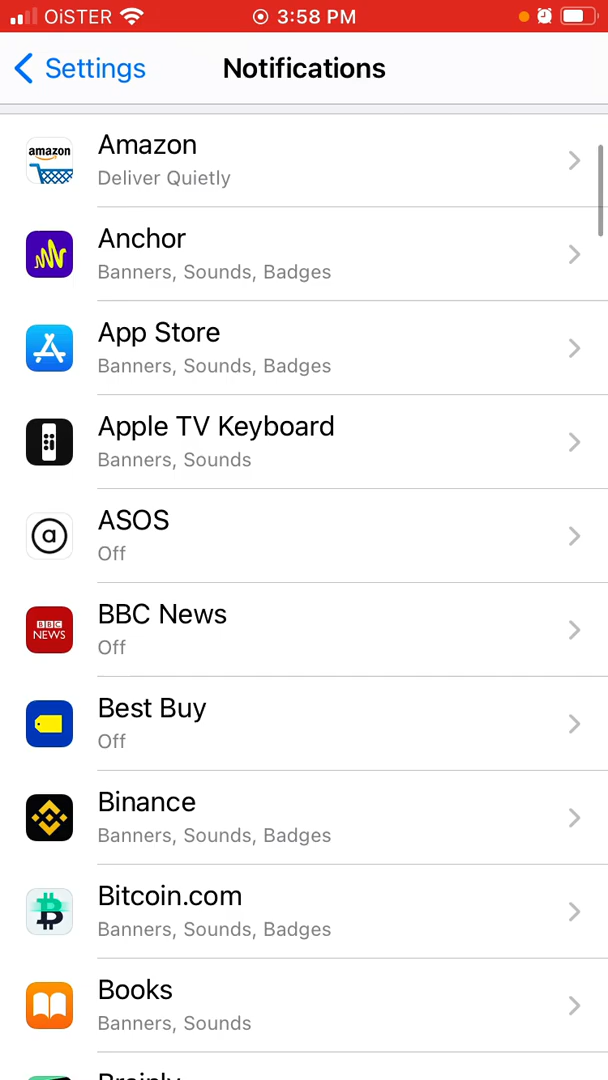 OiSTER 3:58 PM
Settings Notifications
amazon
Amazon
Deliver Quietly
Anchor
Banners, Sounds, Badges
App Store
Banners, Sounds, Badges
Apple TV Keyboard
Banners, Sounds
a
ASOS
Off
BBC
NEWS
BBC News
Off
Best Buy
Off
Binance
Banners, Sounds, Badges
Bitcoin.com
Banners, Sounds, Badges
Books
Banners, Sounds
Brainly